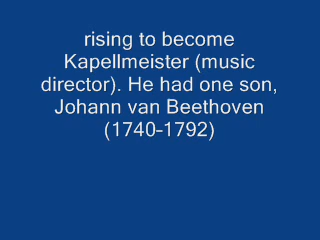 rising to become
Kapellmeister (music
director). He had one son,
Johann van Beethoven
(1740–1792)